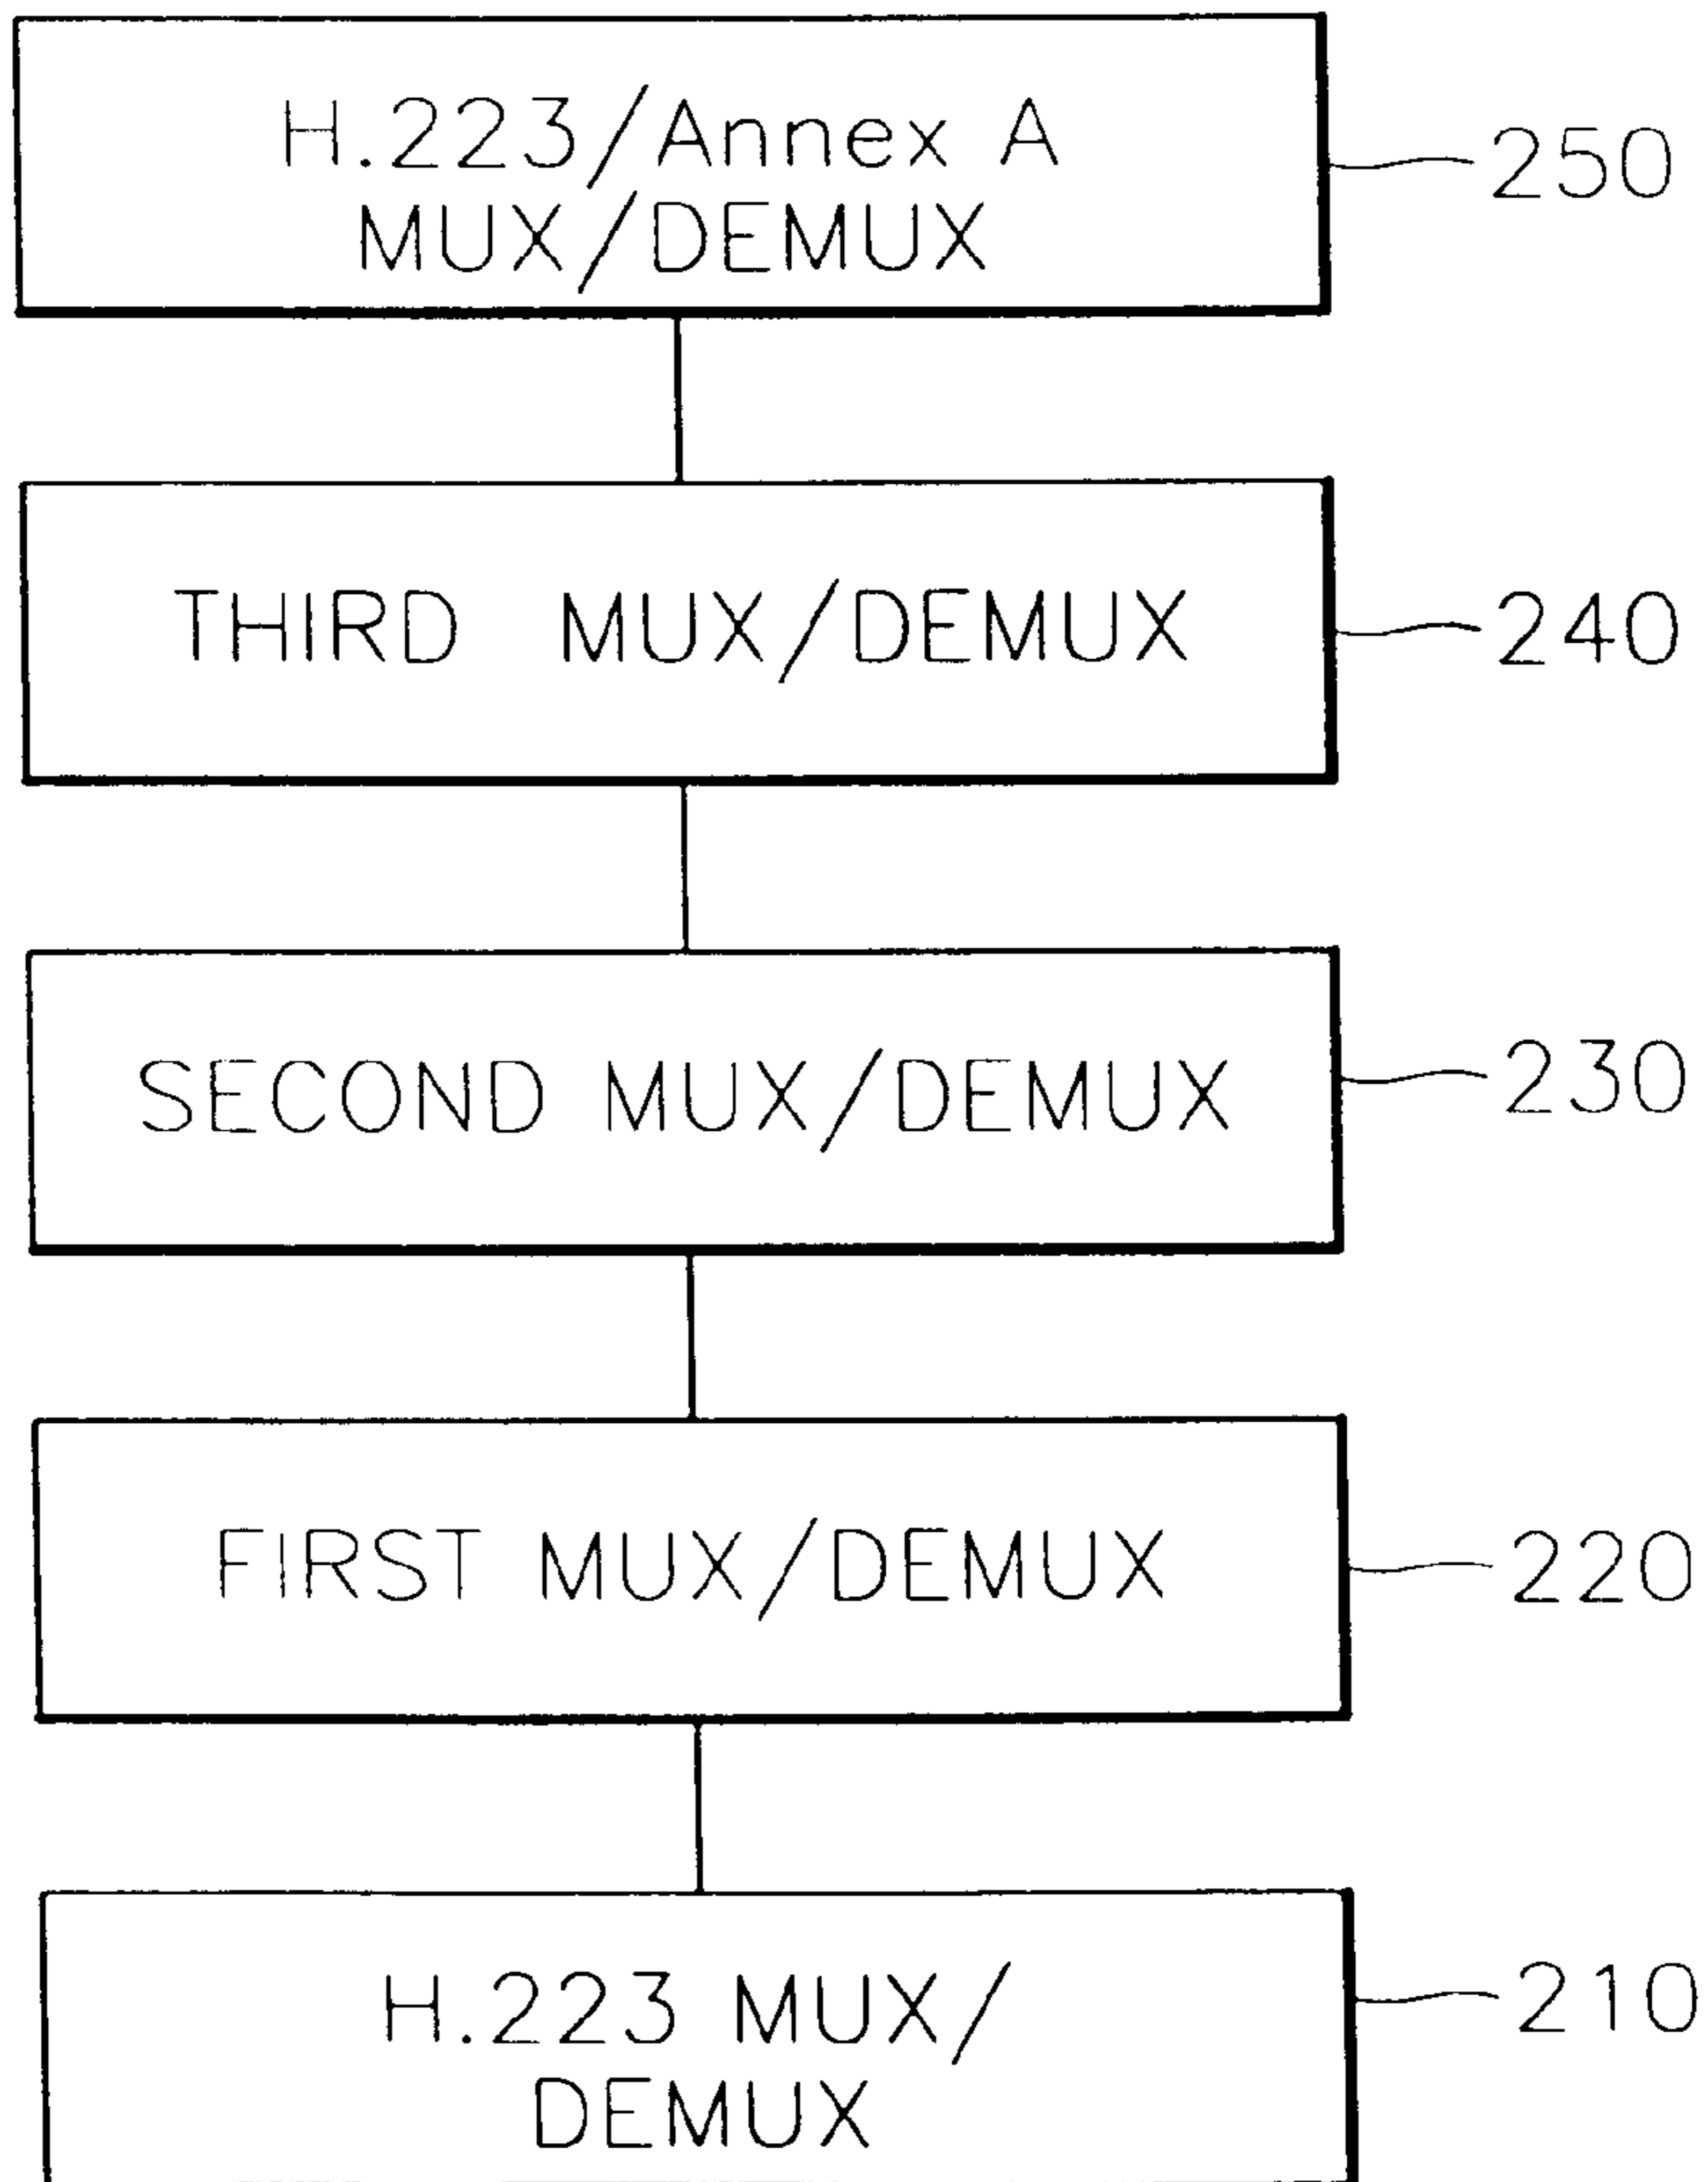 H.223/Annex A
MUX/DEMUX
250
THIRD MUX/DEMUX
240
SECOND MUX/DEMUX
230
FIRST MUX/DEMUX
220
H.223 MUX/
DEMUX
210